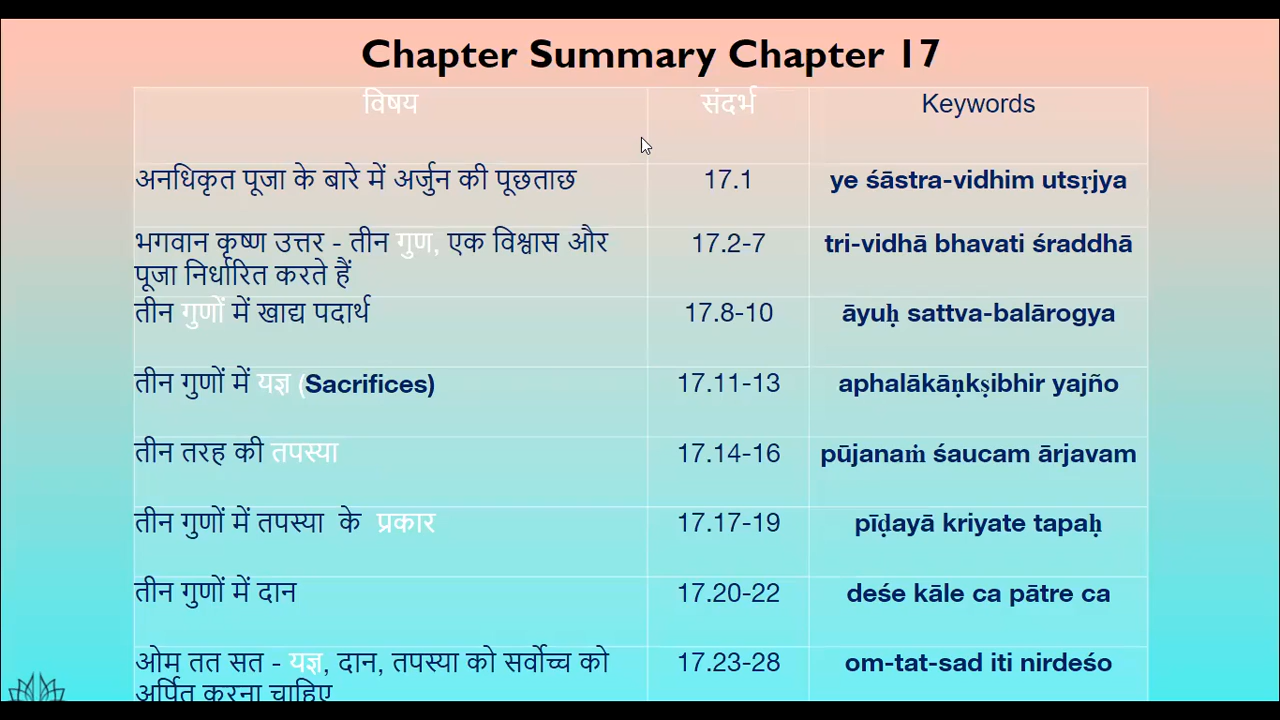 Chapter Summary Chapter 17
विषय संदर्भ Keywords
अनधिकृत पूजा के बारे में अर्जुन की पूछताछ 17.1 ye śāstra-vidhim utsṛjya
भगवान कृष्ण उत्तर - तीन गुण, एक विश्वास और 17.2-7 tri-vidhā bhavati śraddhā
पूजा निर्धारित करते हैं
तीन गुणों में खाद्य पदार्थ 17.8-10 āyuḥ sattva-balārogya
तीन गुणों में यज्ञ (Sacrifices) 17.11-13 aphalākāṇkṣibhir yajño
तीन तरह की तपस्या 17.14-16 pūjanaṁ śaucam ārjavam
तीन गुणों में तपस्या के प्रकार 17.17-19 pīḍayā kriyate tapaḥ
तीन गुणों में दान 17.20-22 deśe kāle ca pātre ca
ओम तत सत - यज्ञ, दान, तपस्या को सर्वोच्च को 17.23-28 om-tat-sad iti nirdeśo
अर्पित करना चाहिए